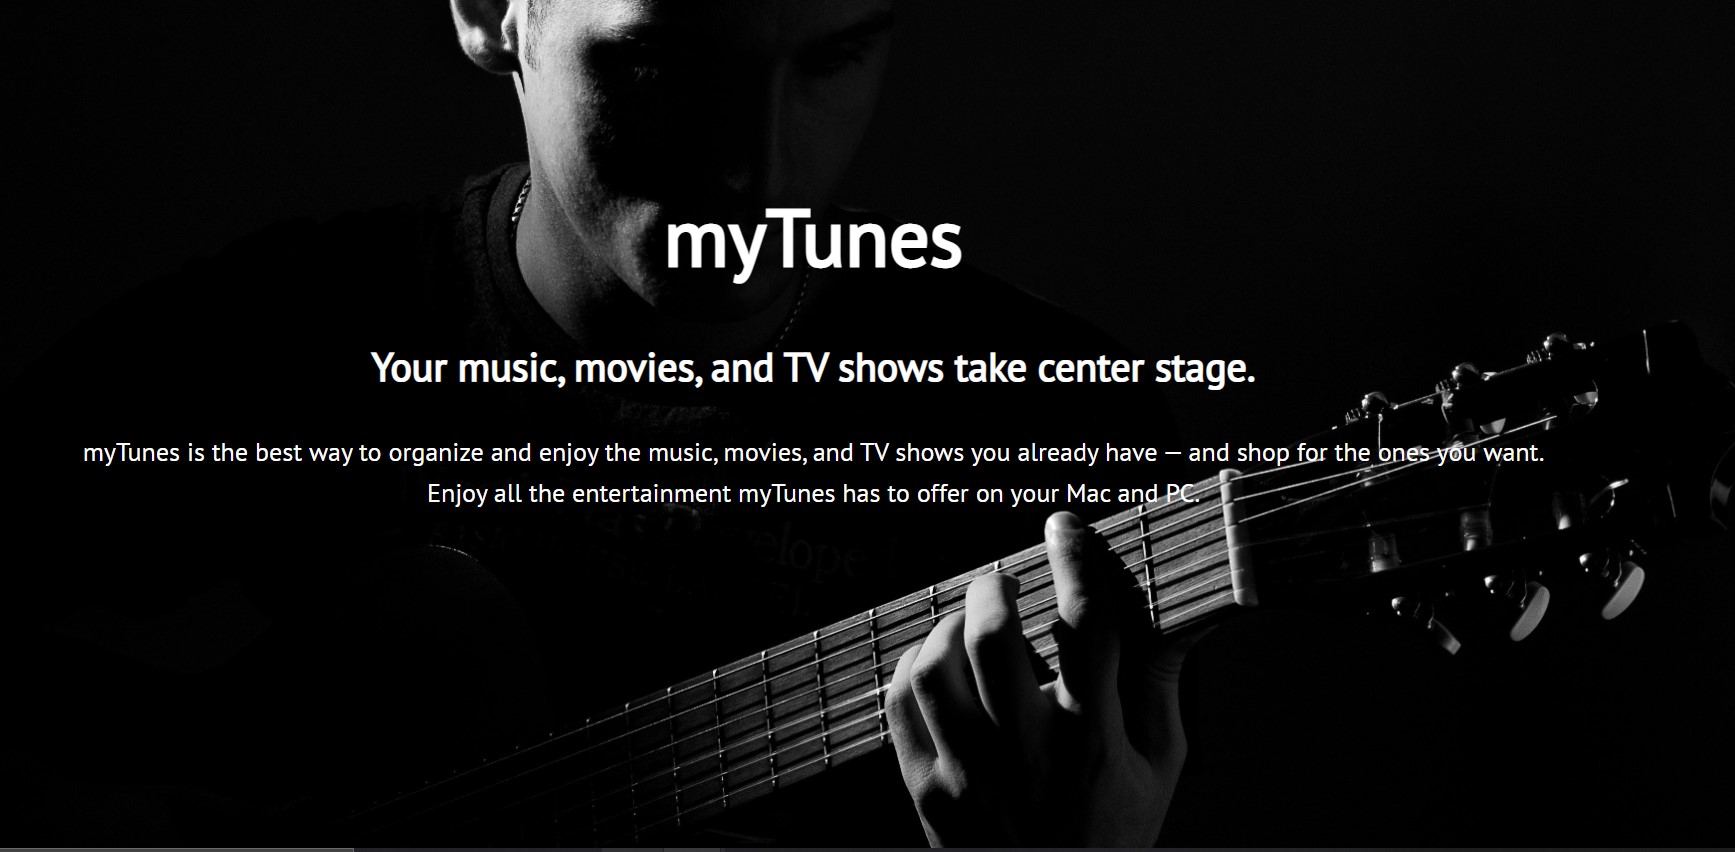 myTunes
Your music, movies, and TV shows take center stage.
myTunes is the best way to organize and enjoy the music, movies, and TV shows you already have – and shop for the ones you want.
Enjoy all the entertainment myTunes has to offer on your Mac and PC.
elope